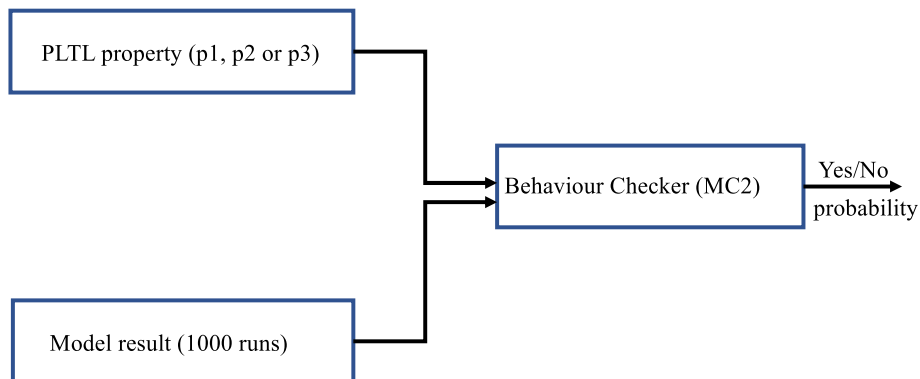 PLTL property (p1, p2 or p3)
Behaviour Checker (MC2)
Yes/No
probability
Model result (1000 runs)